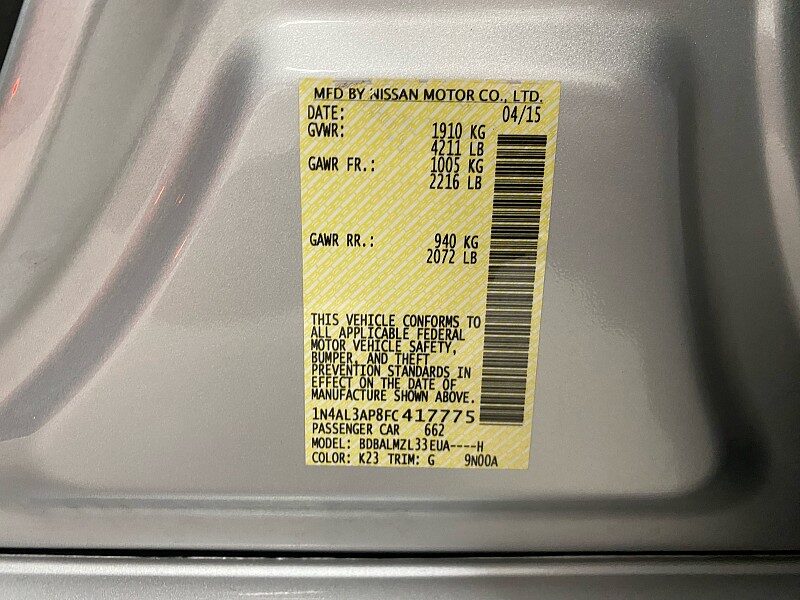 MFD BY NISSAN MOTOR CO., LTD.
DATE: 04/15
GVWR: 1910 KG
4211 LB
GAWR FR.: 1005 KG
2216 LB
GAWR RR.: 940 KG
2072 LB
THIS VEHICLE CONFORMS TO
ALL APPLICABLE FEDERAL
MOTOR VEHICLE SAFETY,
BUMPER, AND THEFT
PREVENTION STANDARDS IN
EFFECT ON THE DATE OF
MANUFACTURE SHOWN ABOVE.
1N4AL3AP8FC417775
PASSENGER CAR 662
MODEL: BDBALMZL33EUA----H
COLOR: K23 TRIM: G 9N00A